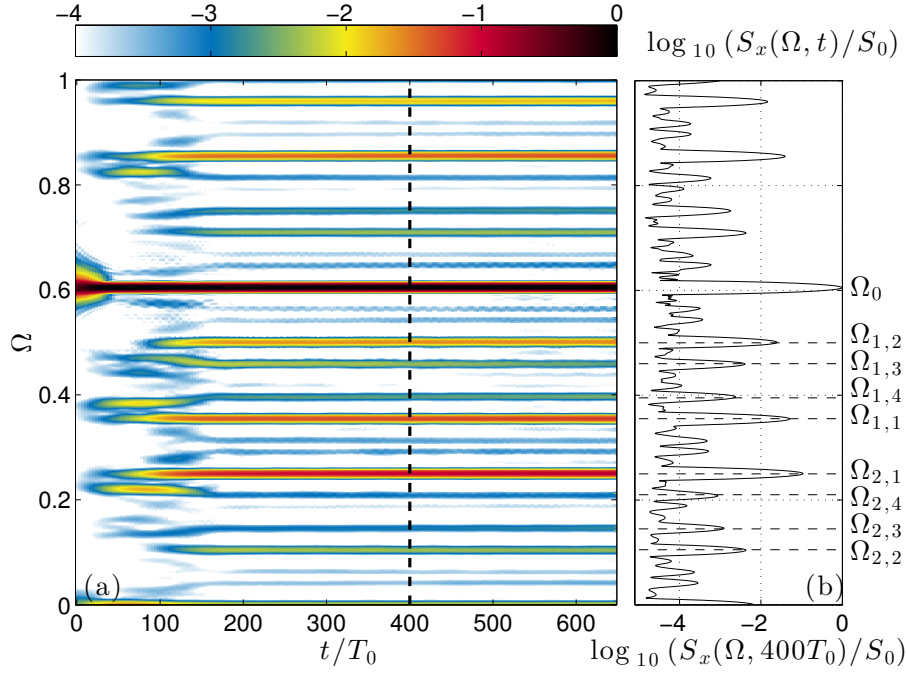 −4 −3 −2 −1 0
log 10 (S_x(Ω, t)/S_0)
1
0.8
0.6
0.4
0.2
0
Ω
(a)
0 100 200 300 400 500 600
t/T_0
(b)
−4 −2 0
log 10 (S_x(Ω, 400T_0)/S_0)
Ω_0
Ω_{1,2}
Ω_{1,3}
Ω_{1,4}
Ω_{1,1}
Ω_{2,1}
Ω_{2,4}
Ω_{2,3}
Ω_{2,2}